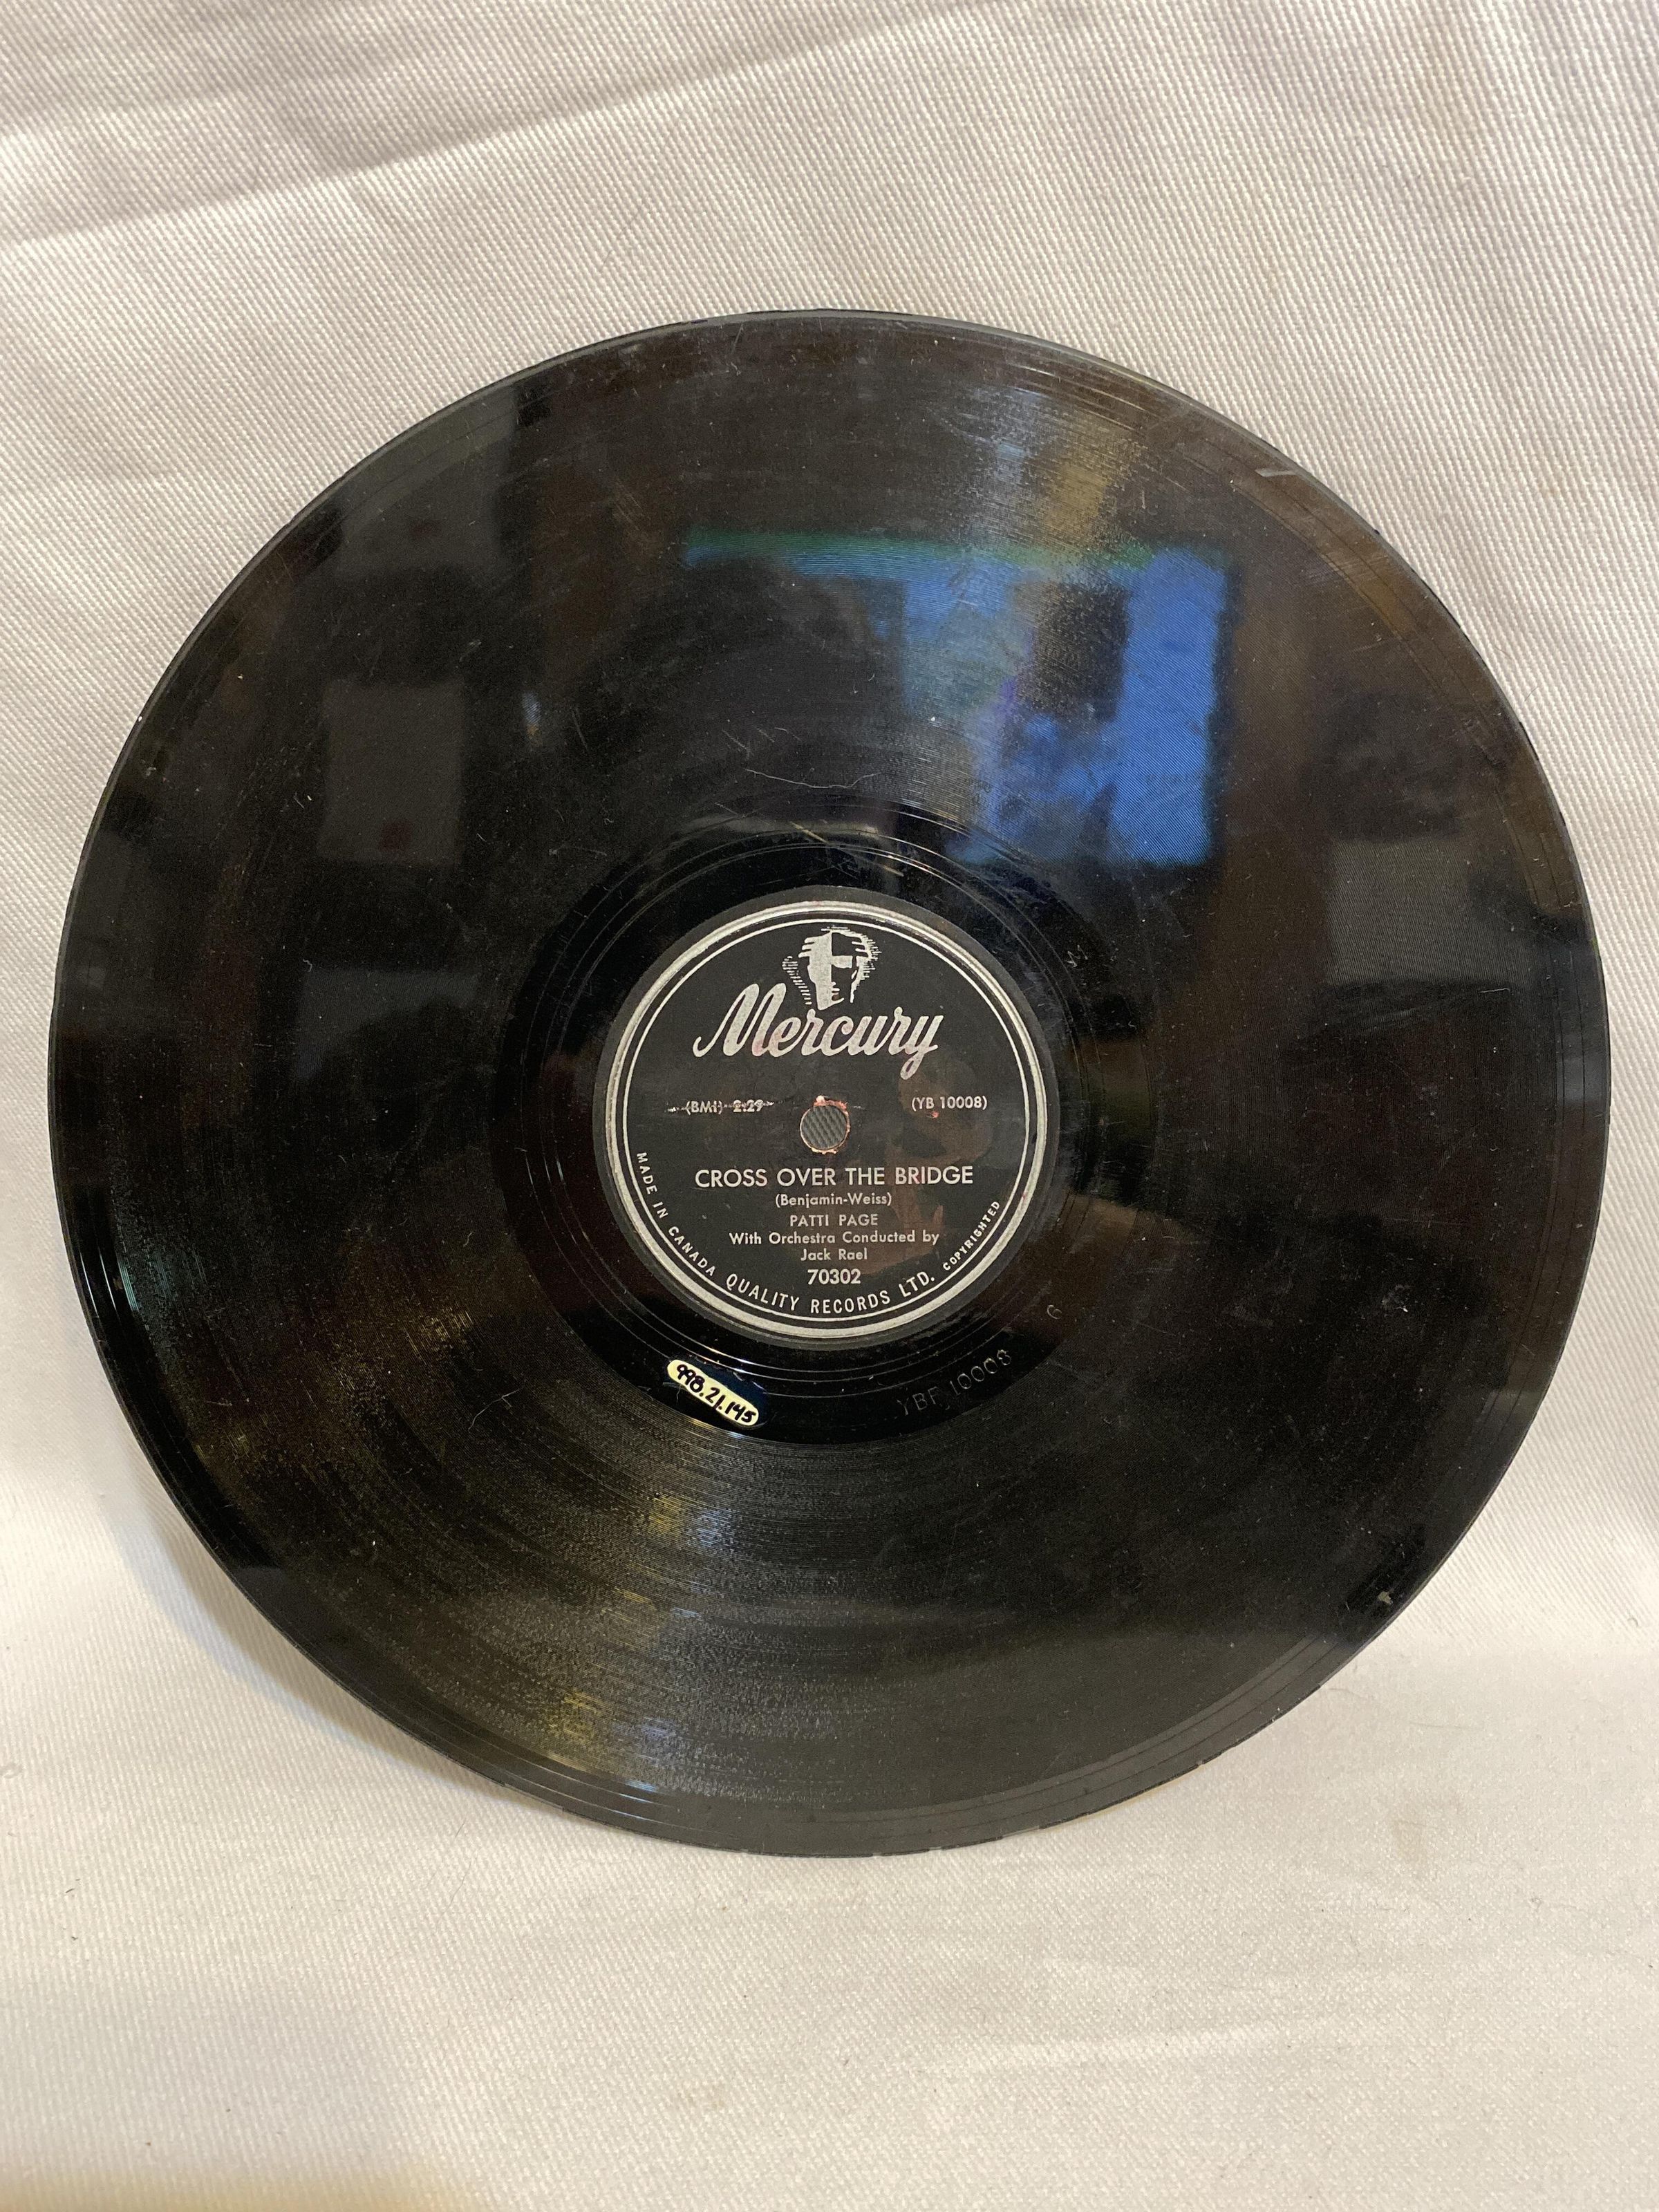 Mercury
(BMI) 2:29
(YB 10008)
CROSS OVER THE BRIDGE
(Benjamin-Weiss)
PATTI PAGE
With Orchestra Conducted by
Jack Rael
70302
MADE IN CANADA QUALITY RECORDS LTD. COPYRIGHTED
998.21.145
YBF 10008
G